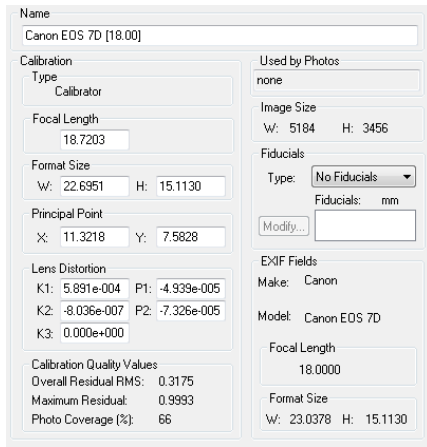 Name
Canon EOS 7D [18.00]
Calibration
Type
Calibrator
Focal Length
18.7203
Format Size
W: 22.6951 H: 15.1130
Principal Point
X: 11.3218 Y: 7.5828
Lens Distortion
K1: 5.891e-004 P1: -4.939e-005
K2: -8.036e-007 P2: -7.326e-005
K3: 0.000e+000
Calibration Quality Values
Overall Residual RMS: 0.3175
Maximum Residual: 0.9993
Photo Coverage (%): 66
Used by Photos
none
Image Size
W: 5184 H: 3456
Fiducials
Type: No Fiducials
Fiducials: mm
Modify...
EXIF Fields
Make: Canon
Model: Canon EOS 7D
Focal Length
18.0000
Format Size
W: 23.0378 H: 15.1130